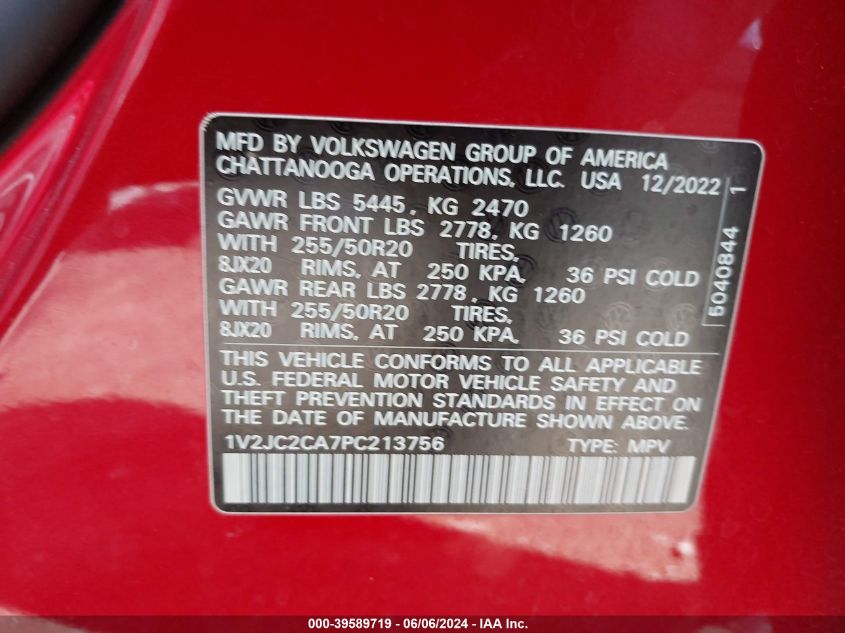 MFD BY VOLKSWAGEN GROUP OF AMERICA
CHATTANOOGA OPERATIONS, LLC. USA 12/2022
GVWR LBS 5445, KG 2470
GAWR FRONT LBS 2778, KG 1260
WITH 255/50R20 TIRES,
8JX20 RIMS, AT 250 KPA, 36 PSI COLD
GAWR REAR LBS 2778, KG 1260
WITH 255/50R20 TIRES,
8JX20 RIMS, AT 250 KPA, 36 PSI COLD
THIS VEHICLE CONFORMS TO ALL APPLICABLE
U.S. FEDERAL MOTOR VEHICLE SAFETY AND
THEFT PREVENTION STANDARDS IN EFFECT ON
THE DATE OF MANUFACTURE SHOWN ABOVE.
1V2JC2CA7PC213756 TYPE: MPV
5040844 1
000-39589719 - 06/06/2024 - IAA Inc.